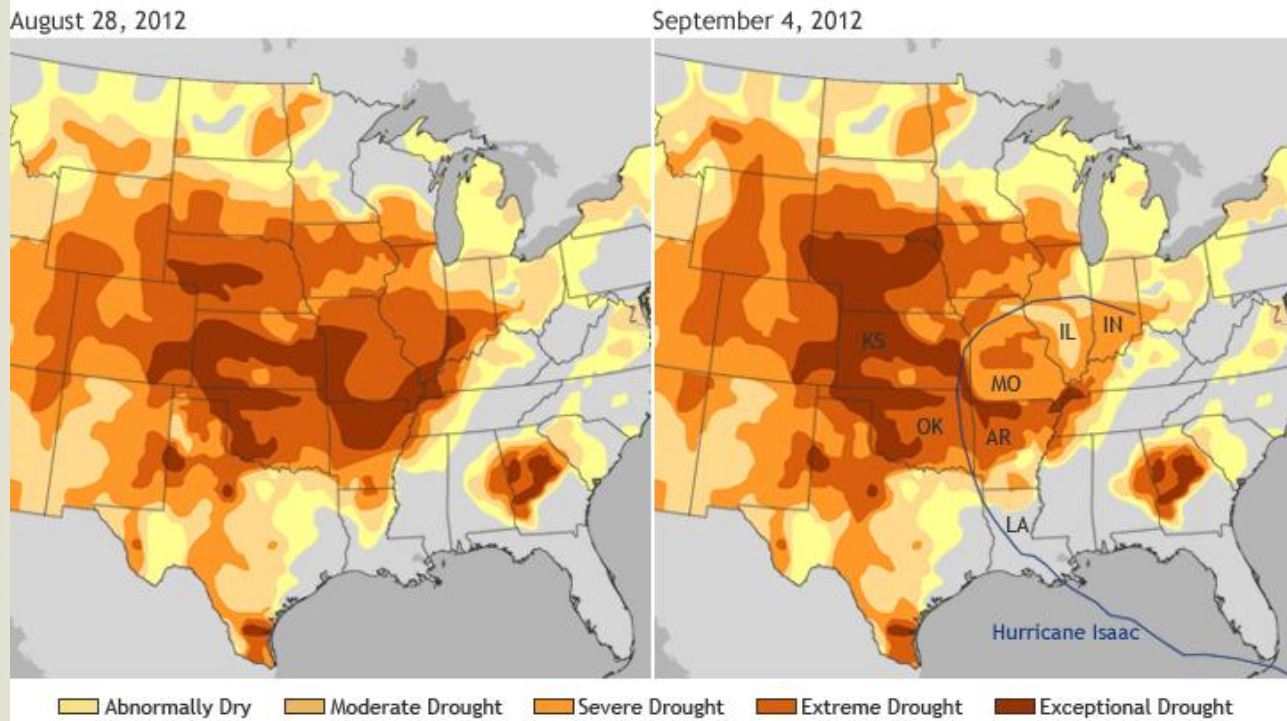 August 28, 2012
September 4, 2012
KS
IL
IN
MO
OK
AR
LA
Hurricane Isaac
Abnormally Dry
Moderate Drought
Severe Drought
Extreme Drought
Exceptional Drought